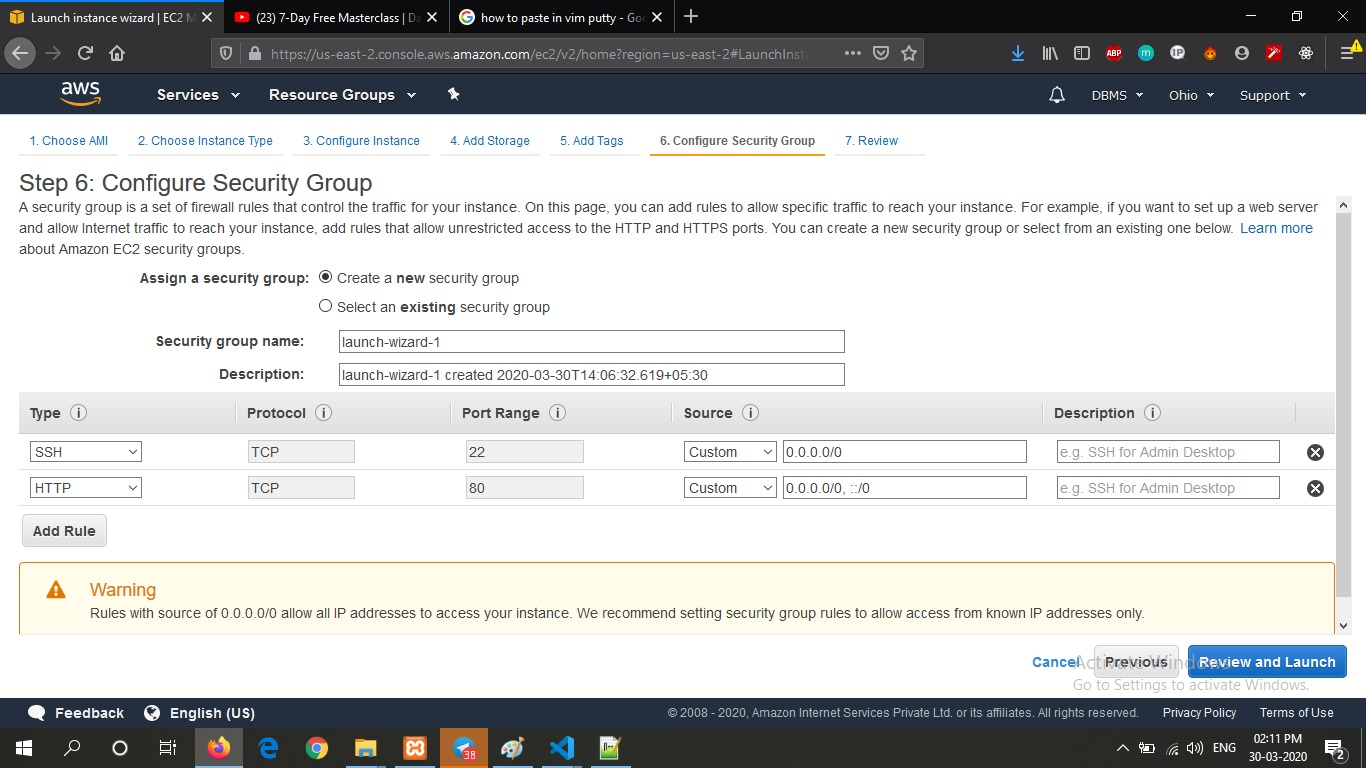 Launch instance wizard | EC2 M
(23) 7-Day Free Masterclass | Da
how to paste in vim putty - Goo
https://us-east-2.console.aws.amazon.com/ec2/v2/home?region=us-east-2#LaunchInsta
ABP
m
IP
aws
Services
Resource Groups
DBMS
Ohio
Support
1. Choose AMI
2. Choose Instance Type
3. Configure Instance
4. Add Storage
5. Add Tags
6. Configure Security Group
7. Review
Step 6: Configure Security Group
A security group is a set of firewall rules that control the traffic for your instance. On this page, you can add rules to allow specific traffic to reach your instance. For example, if you want to set up a web server
and allow Internet traffic to reach your instance, add rules that allow unrestricted access to the HTTP and HTTPS ports. You can create a new security group or select from an existing one below. Learn more
about Amazon EC2 security groups.
Assign a security group: Create a new security group
Select an existing security group
Security group name: launch-wizard-1
Description: launch-wizard-1 created 2020-03-30T14:06:32.619+05:30
Type i Protocol i Port Range i Source i Description i
SSH TCP 22 Custom 0.0.0.0/0 e.g. SSH for Admin Desktop
HTTP TCP 80 Custom 0.0.0.0/0, ::/0 e.g. SSH for Admin Desktop
Add Rule
Warning
Rules with source of 0.0.0.0/0 allow all IP addresses to access your instance. We recommend setting security group rules to allow access from known IP addresses only.
Cancel Previous Review and Launch
Activate Windows
Go to Settings to activate Windows.
Feedback English (US) © 2008 - 2020, Amazon Internet Services Private Ltd. or its affiliates. All rights reserved. Privacy Policy Terms of Use
38
ENG
02:11 PM
30-03-2020
2